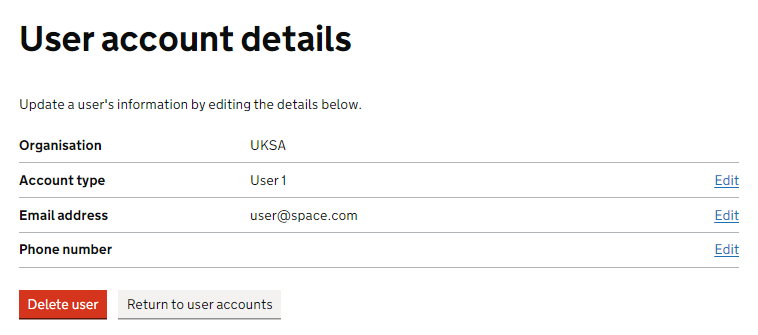 User account details
Update a user's information by editing the details below.
Organisation UKSA
Account type User 1 Edit
Email address user@space.com Edit
Phone number Edit
Delete user Return to user accounts